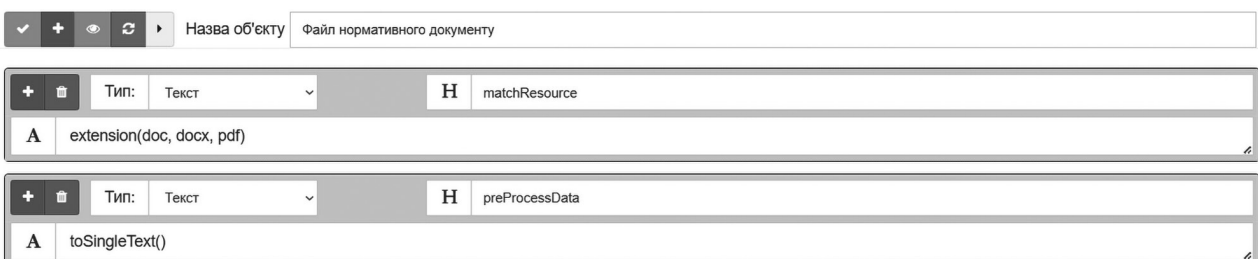 Назва об'єкту Файл нормативного документу
Тип: Текст H matchResource
A extension(doc, docx, pdf)
Тип: Текст H preProcessData
A toSingleText()